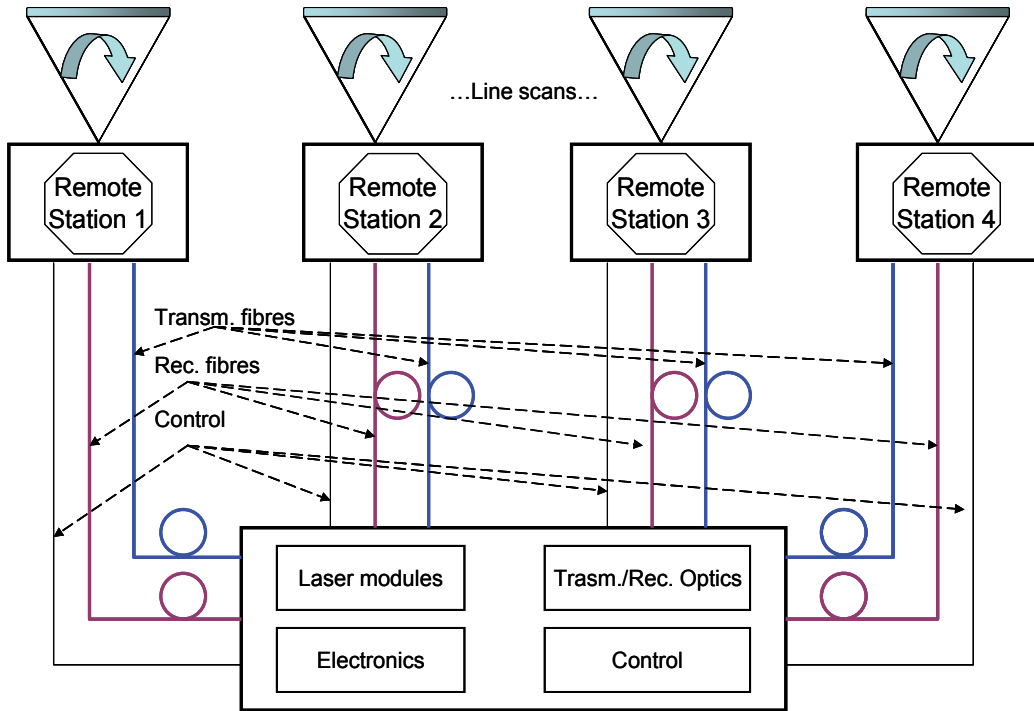 …Line scans…
Remote
Station 1
Remote
Station 2
Remote
Station 3
Remote
Station 4
Transm. fibres
Rec. fibres
Control
Laser modules
Trasm./Rec. Optics
Electronics
Control